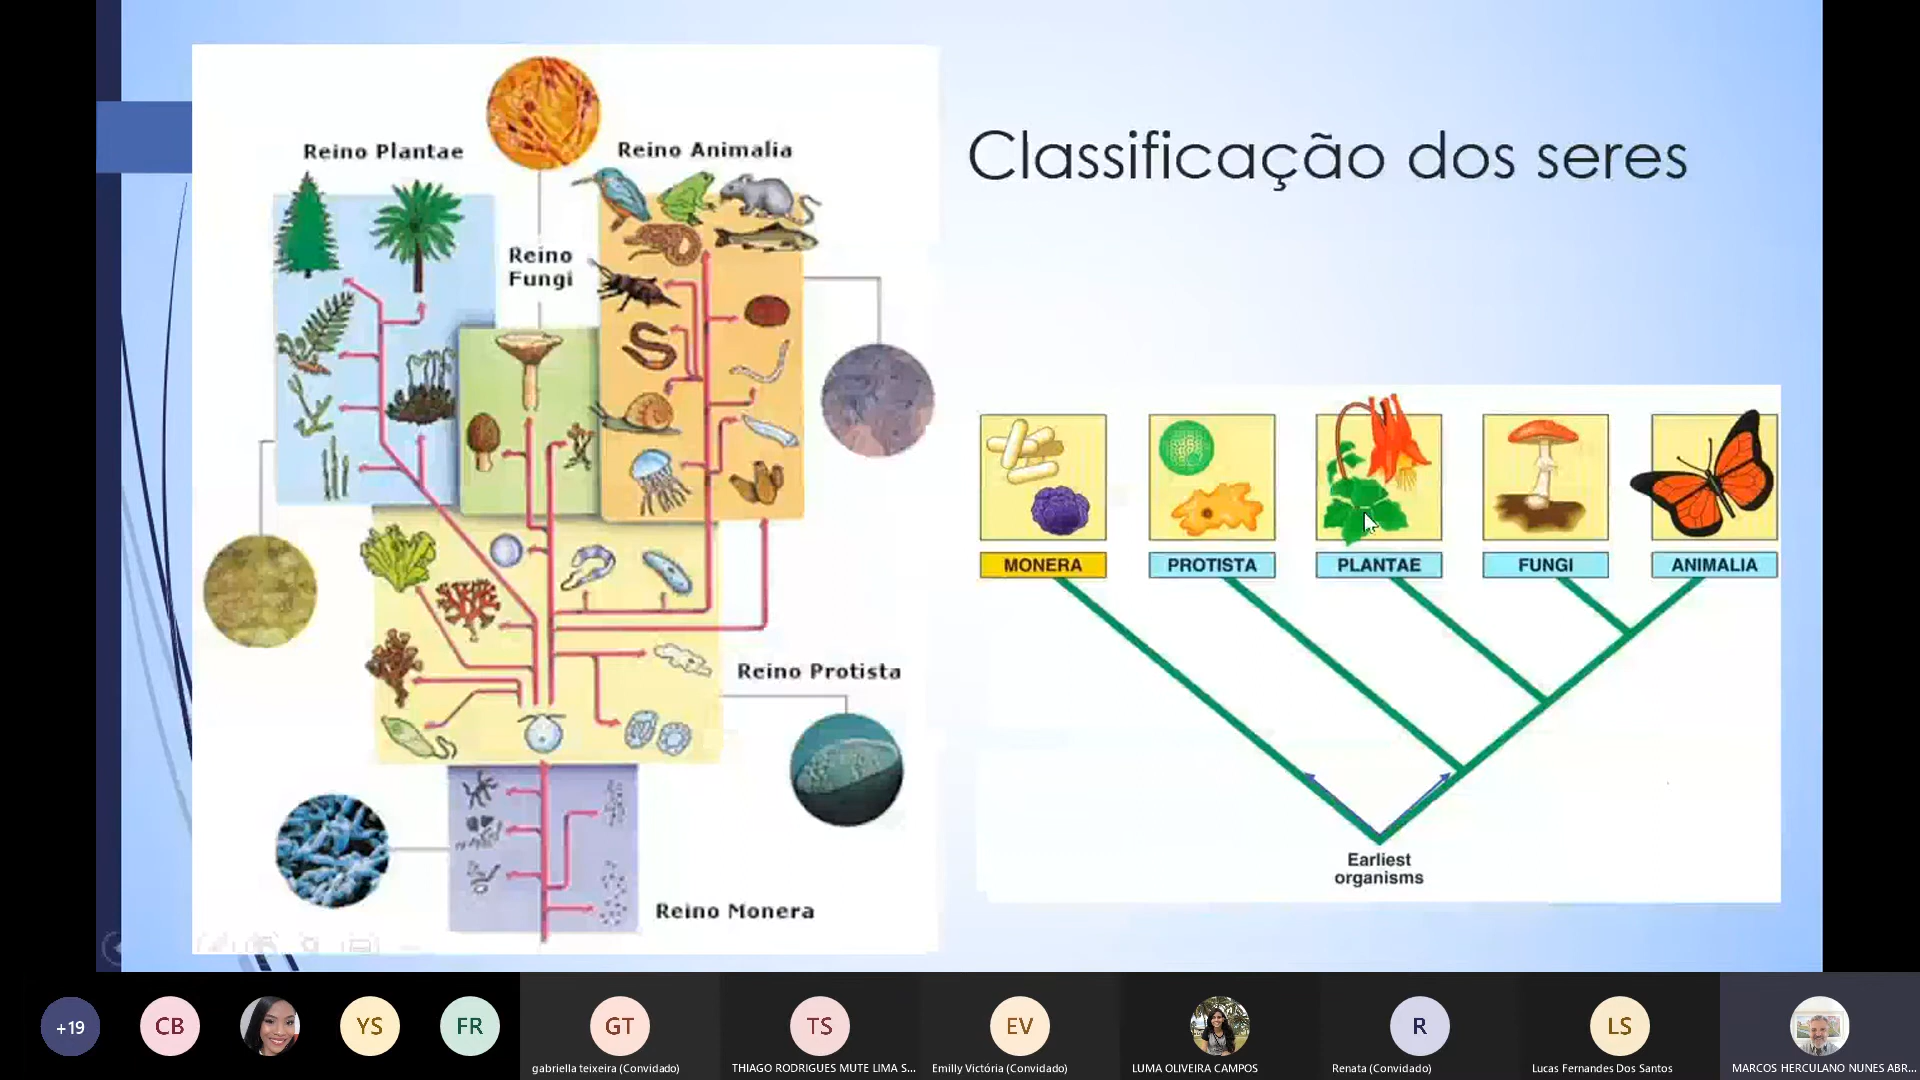 Classificação dos seres
Reino Plantae
Reino Animalia
Reino
Fungi
Reino Protista
Reino Monera
MONERA
PROTISTA
PLANTAE
FUNGI
ANIMALIA
Earliest
organisms
+19
CB
YS
FR
GT
gabriella teixeira (Convidado)
TS
THIAGO RODRIGUES MUTE LIMA S...
EV
Emilly Victória (Convidado)
LUMA OLIVEIRA CAMPOS
R
Renata (Convidado)
LS
Lucas Fernandes Dos Santos
MARCOS HERCULANO NUNES ABR...